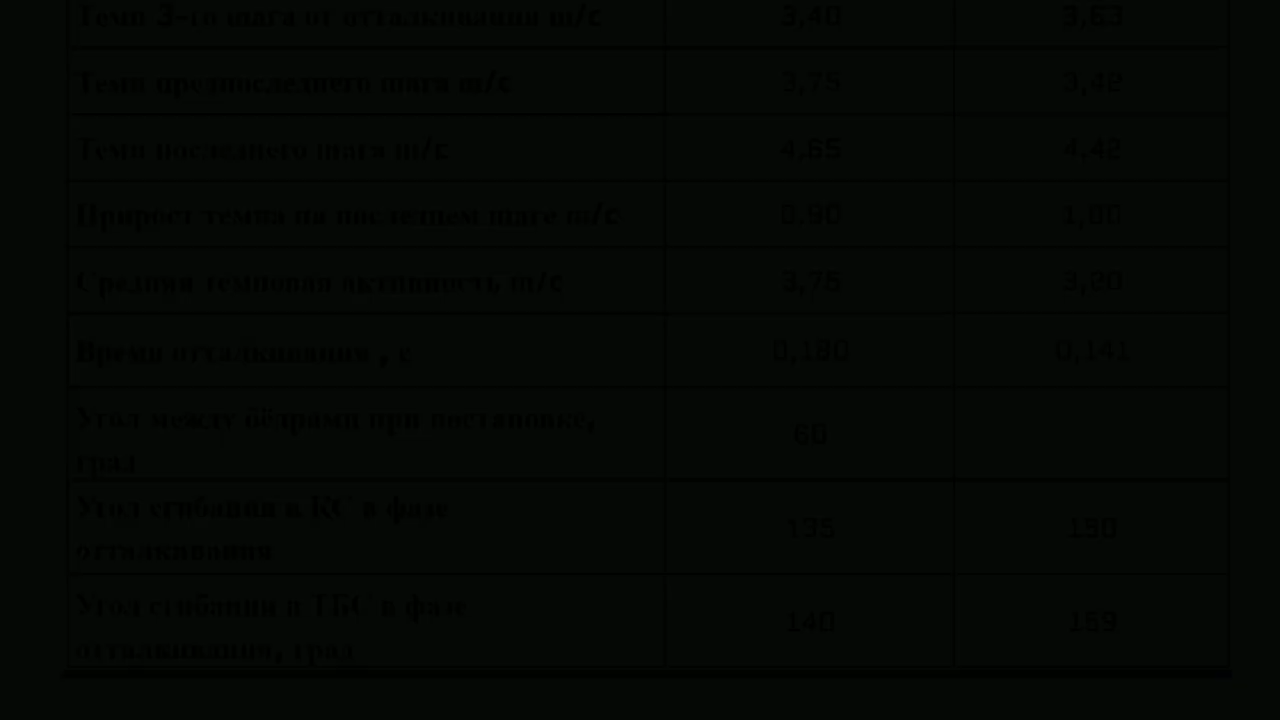 Темп 3-го шага от отталкивания ш/с 3,40 3,63
Темп предпоследнего шага ш/с 3,75 3,42
Темп последнего шага ш/с 4,65 4,42
Прирост темпа на последнем шаге ш/с 0,90 1,00
Средняя темповая активность ш/с 3,75 3,20
Время отталкивания , с 0,130 0,141
Угол между бёдрами при постановке,
град 60
Угол сгибания в КС в фазе
отталкивания 135 150
Угол сгибания в ТБС в фазе
отталкивания, град 140 169